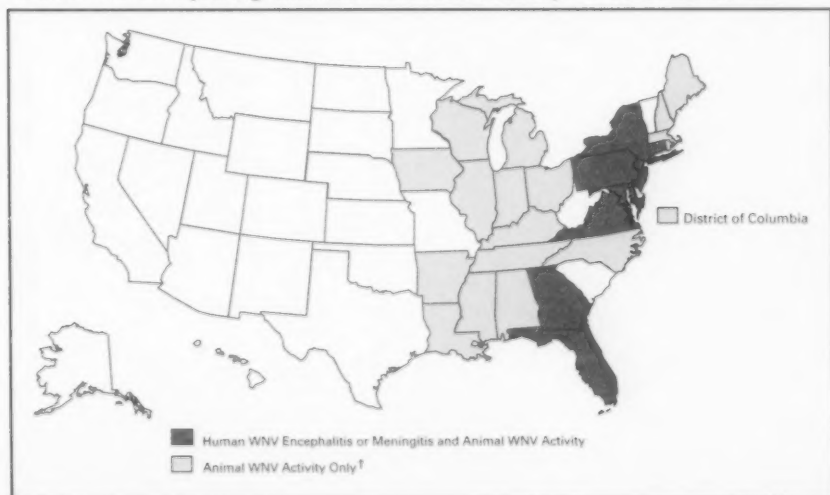 District of Columbia
Human WNV Encephalitis or Meningitis and Animal WNV Activity
Animal WNV Activity Only†